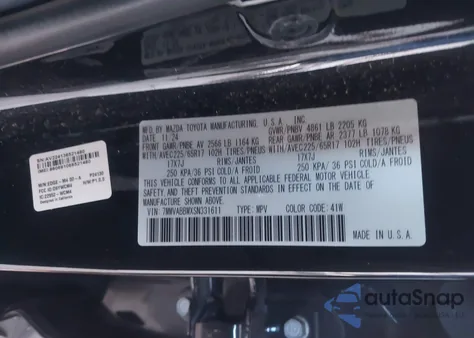 MFD. BY MAZDA TOYOTA MANUFACTURING, U.S.A., INC.
DATE 11.24 GVWR/PNBV 4861 LB 2205 KG
FRONT GAWR/PNBE AV 2566 LB 1164 KG REAR GAWR/PNBE AR 2377 LB 1078 KG
WITH/AVEC225/65R17 102H TIRES/PNEUS WITH/AVEC225/65R17 102H TIRES/PNEUS
17X7J RIMS/JANTES 17X7J RIMS/JANTES
250 KPA/36 PSI COLD/A FROID 250 KPA/36 PSI COLD/A FROID
THIS VEHICLE CONFORMS TO ALL APPLICABLE FEDERAL MOTOR VEHICLE
SAFETY AND THEFT PREVENTION STANDARDS IN EFFECT ON THE DATE OF
MANUFACTURE SHOWN ABOVE.
VIN: 7MMVABBMXSN331611 TYPE: MPV COLOR CODE: 41W
MADE IN U.S.A.
Designed in California
autoSnap